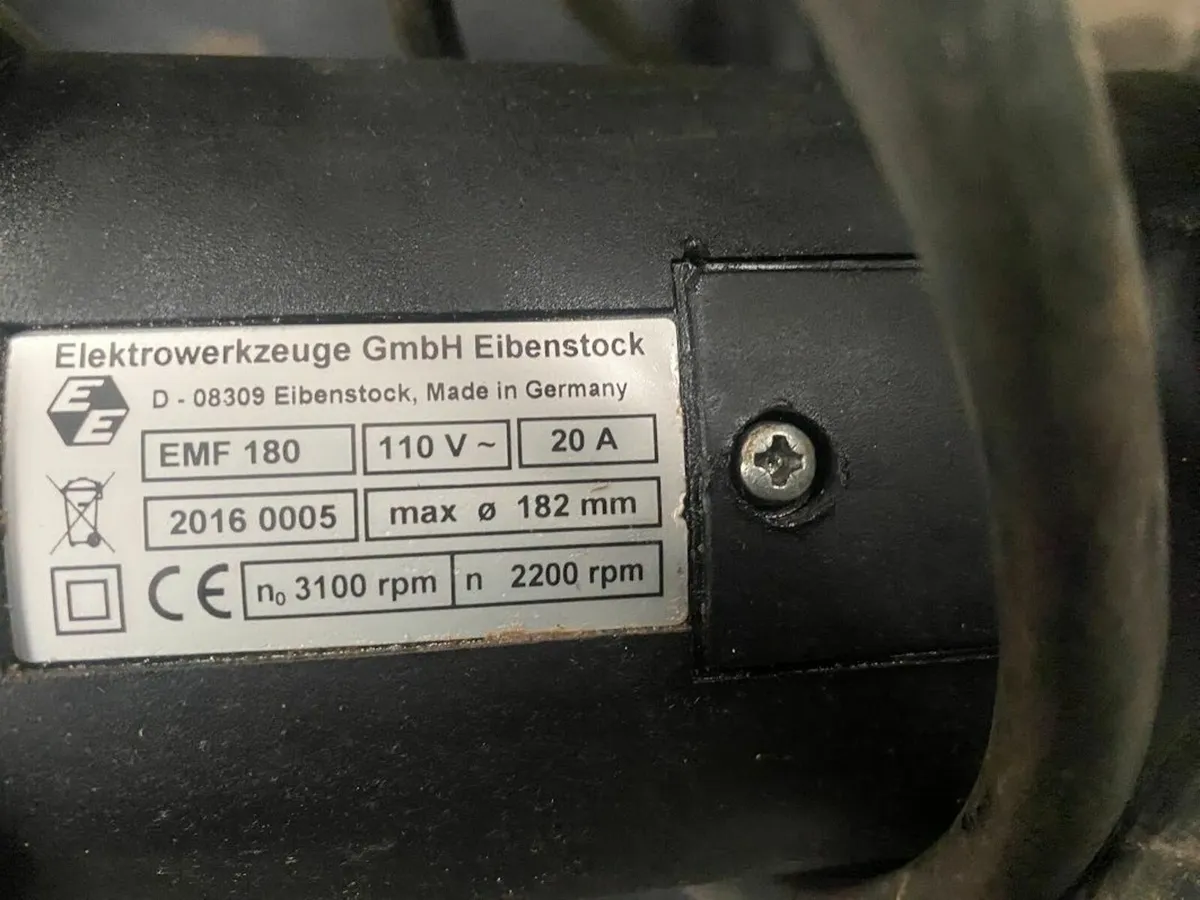 Elektrowerkzeuge GmbH Eibenstock
EE
D - 08309 Eibenstock, Made in Germany
EMF 180 110 V ~ 20 A
2016 0005 max ø 182 mm
CE n₀ 3100 rpm n 2200 rpm